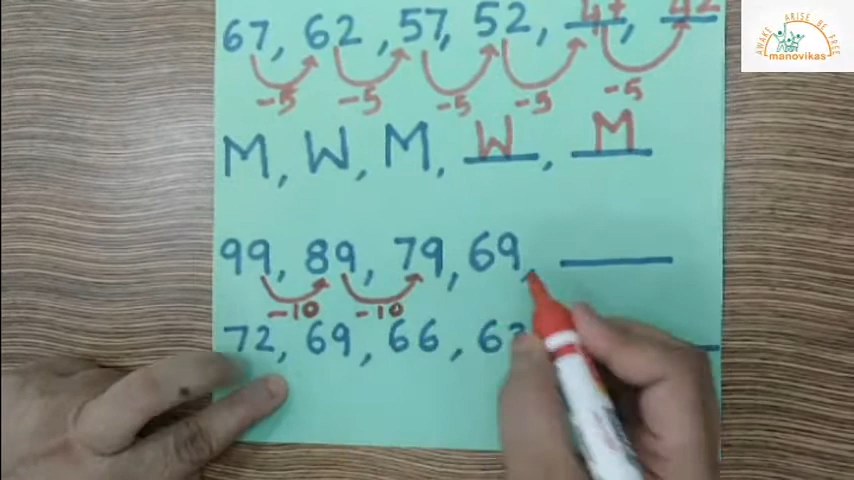 AWAKE ARISE BE FREE
manovikas
67, 62, 57, 52, 47, 42
-5 -5 -5 -5 -5
M, W, M, W, M
99, 89, 79, 69,
-10 -10
72, 69, 66,